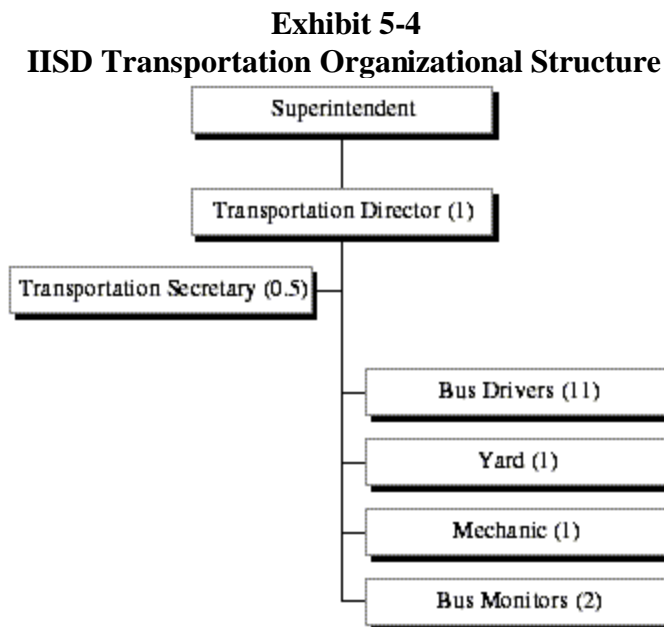 Exhibit 5-4
IISD Transportation Organizational Structure
Superintendent
Transportation Director (1)
Transportation Secretary (0.5)
Bus Drivers (11)
Yard (1)
Mechanic (1)
Bus Monitors (2)